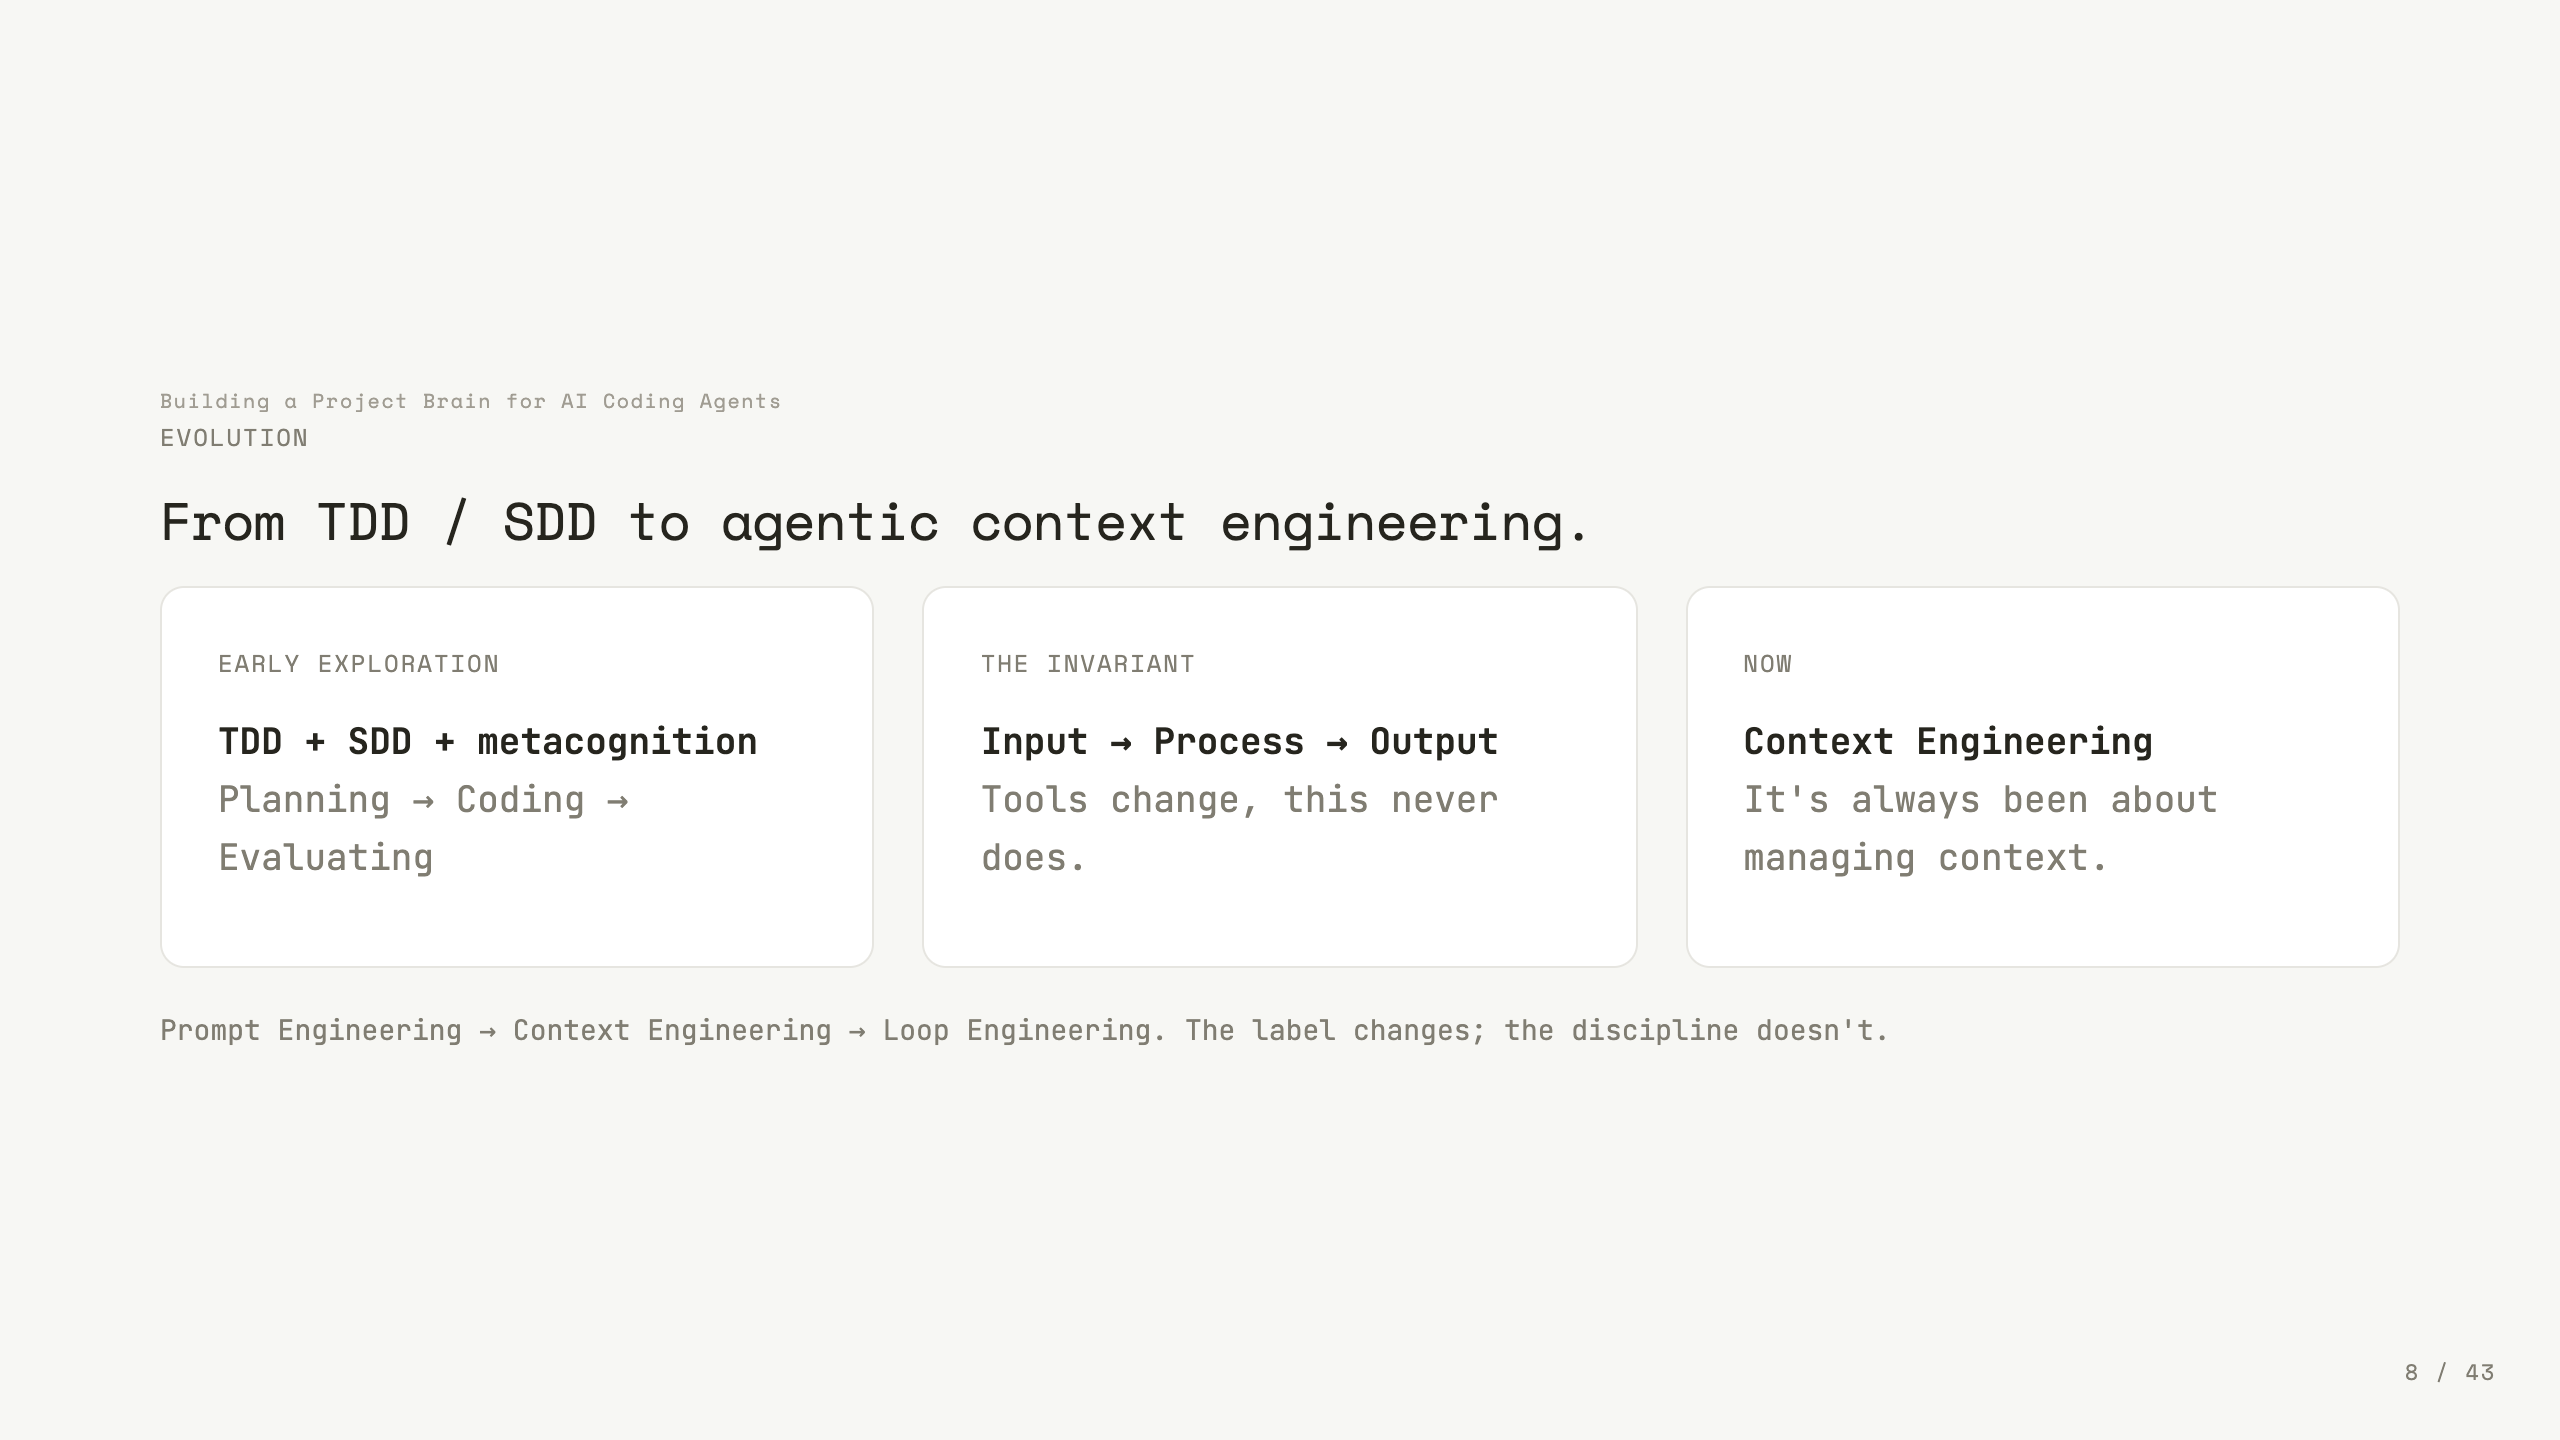 Building a Project Brain for AI Coding Agents
EVOLUTION
From TDD / SDD to agentic context engineering.
EARLY EXPLORATION
TDD + SDD + metacognition
Planning → Coding →
Evaluating
THE INVARIANT
Input → Process → Output
Tools change, this never
does.
NOW
Context Engineering
It's always been about
managing context.
Prompt Engineering → Context Engineering → Loop Engineering. The label changes; the discipline doesn't.
8 / 43